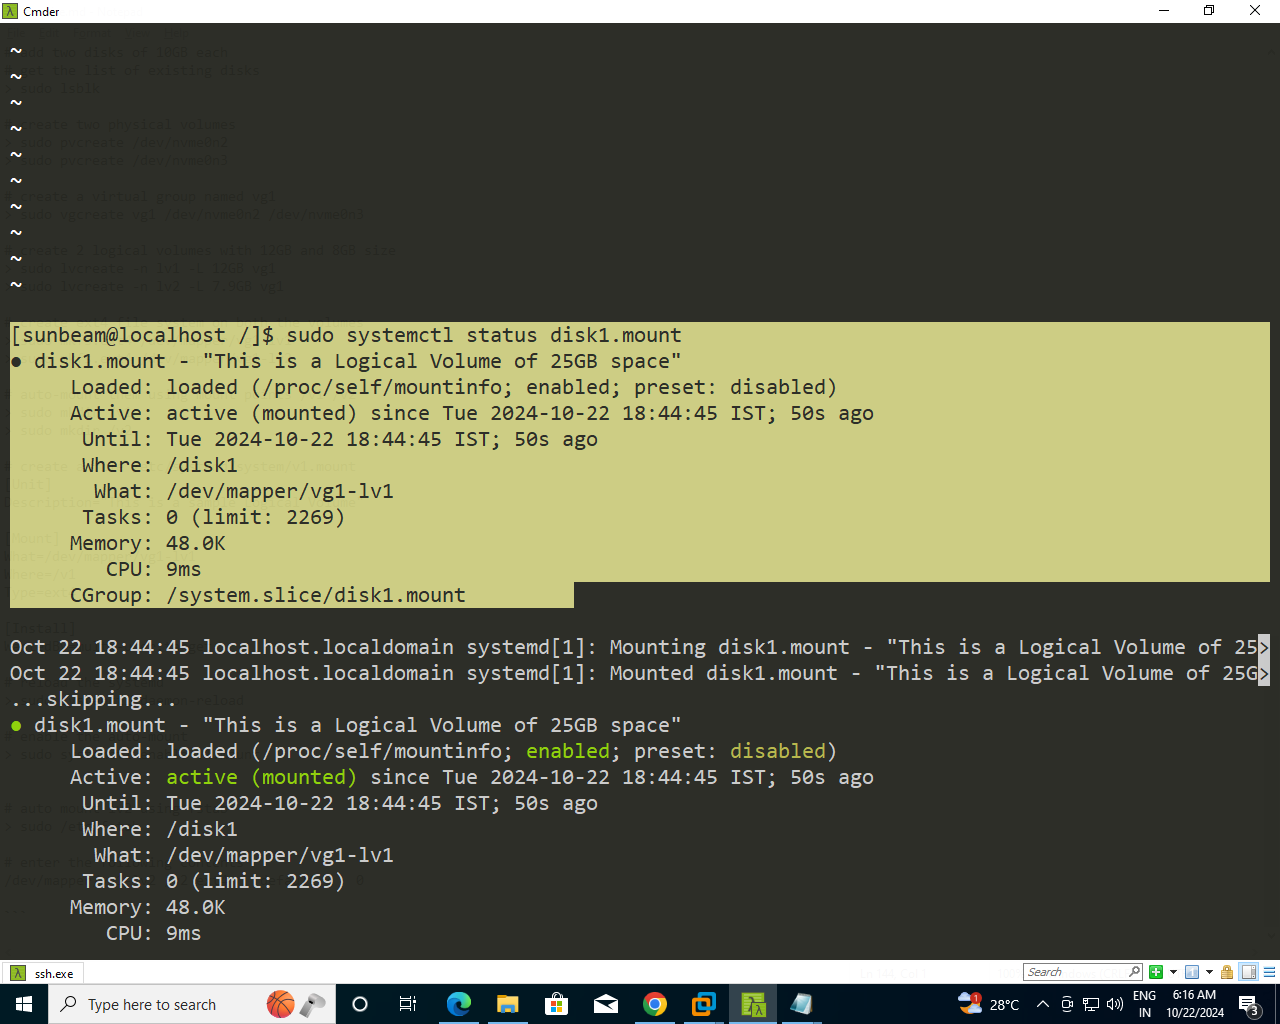 Cmder
~
~
~
~
~
~
~
~
~
~
[sunbeam@localhost /]$ sudo systemctl status disk1.mount
● disk1.mount - "This is a Logical Volume of 25GB space"
Loaded: loaded (/proc/self/mountinfo; enabled; preset: disabled)
Active: active (mounted) since Tue 2024-10-22 18:44:45 IST; 50s ago
Until: Tue 2024-10-22 18:44:45 IST; 50s ago
Where: /disk1
What: /dev/mapper/vg1-lv1
Tasks: 0 (limit: 2269)
Memory: 48.0K
CPU: 9ms
CGroup: /system.slice/disk1.mount
Oct 22 18:44:45 localhost.localdomain systemd[1]: Mounting disk1.mount - "This is a Logical Volume of 25>
Oct 22 18:44:45 localhost.localdomain systemd[1]: Mounted disk1.mount - "This is a Logical Volume of 25G>
...skipping...
● disk1.mount - "This is a Logical Volume of 25GB space"
Loaded: loaded (/proc/self/mountinfo; enabled; preset: disabled)
Active: active (mounted) since Tue 2024-10-22 18:44:45 IST; 50s ago
Until: Tue 2024-10-22 18:44:45 IST; 50s ago
Where: /disk1
What: /dev/mapper/vg1-lv1
Tasks: 0 (limit: 2269)
Memory: 48.0K
CPU: 9ms
ssh.exe
Search
Type here to search
1
28°C
ENG
IN
6:16 AM
10/22/2024
3